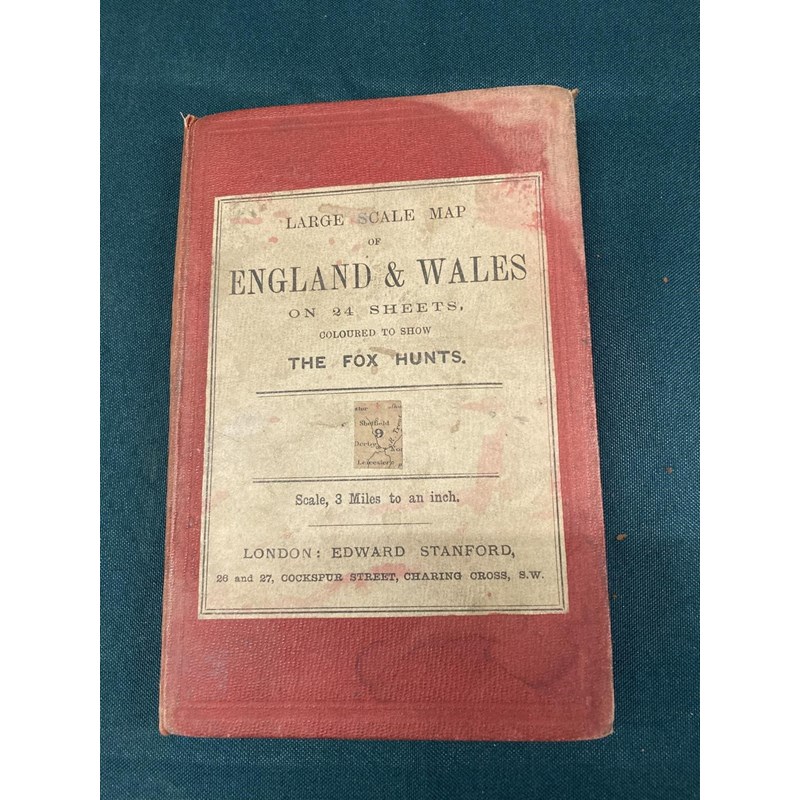 LARGE SCALE MAP
OF
ENGLAND & WALES
ON 24 SHEETS,
COLOURED TO SHOW
THE FOX HUNTS.
Sheffield
9
Derby
Leicester
Scale, 3 Miles to an inch.
LONDON: EDWARD STANFORD,
26 and 27, COCKSPUR STREET, CHARING CROSS, S.W.